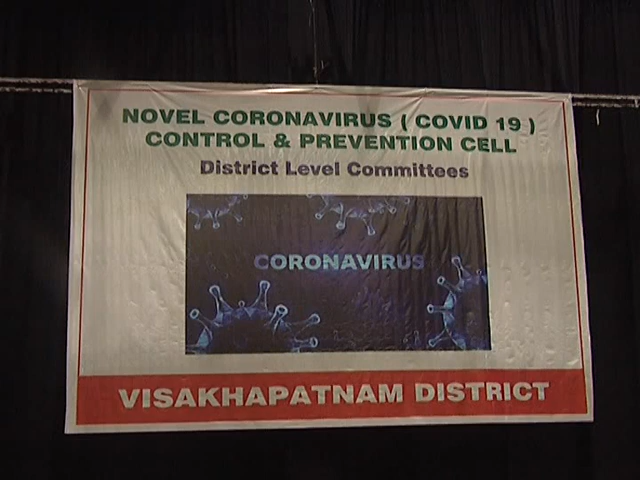 NOVEL CORONAVIRUS ( COVID 19 )
CONTROL & PREVENTION CELL
District Level Committees
CORONAVIRUS
VISAKHAPATNAM DISTRICT